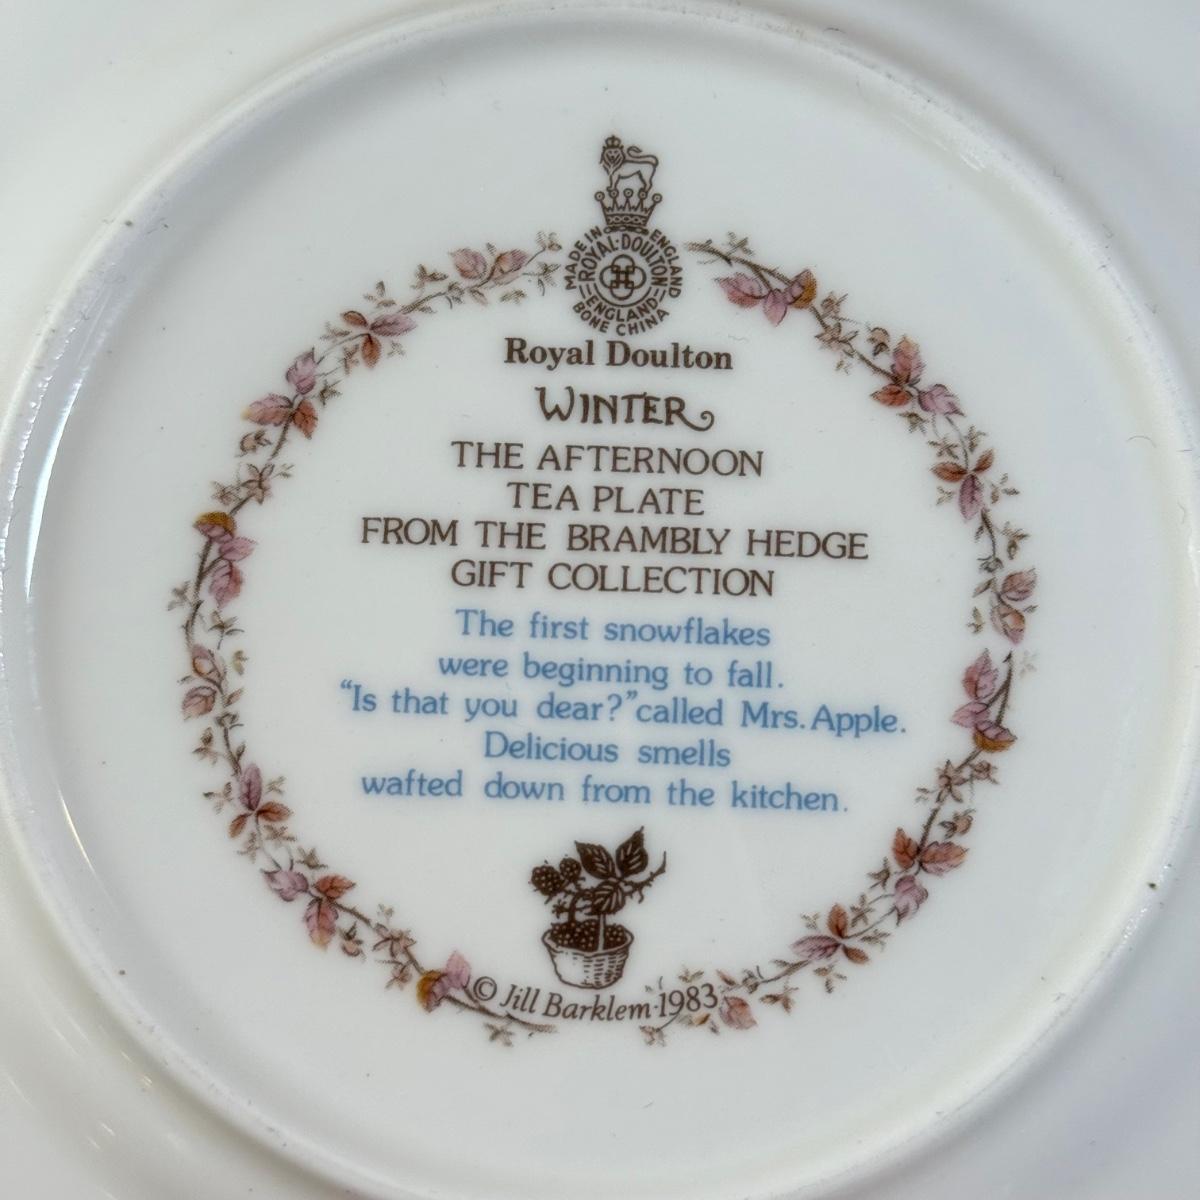 MADE IN ENGLAND
ROYAL·DOULTON
ENGLAND
BONE CHINA
Royal Doulton
WINTER
THE AFTERNOON
TEA PLATE
FROM THE BRAMBLY HEDGE
GIFT COLLECTION
The first snowflakes
were beginning to fall.
“Is that you dear?” called Mrs. Apple.
Delicious smells
wafted down from the kitchen.
© Jill Barklem·1983